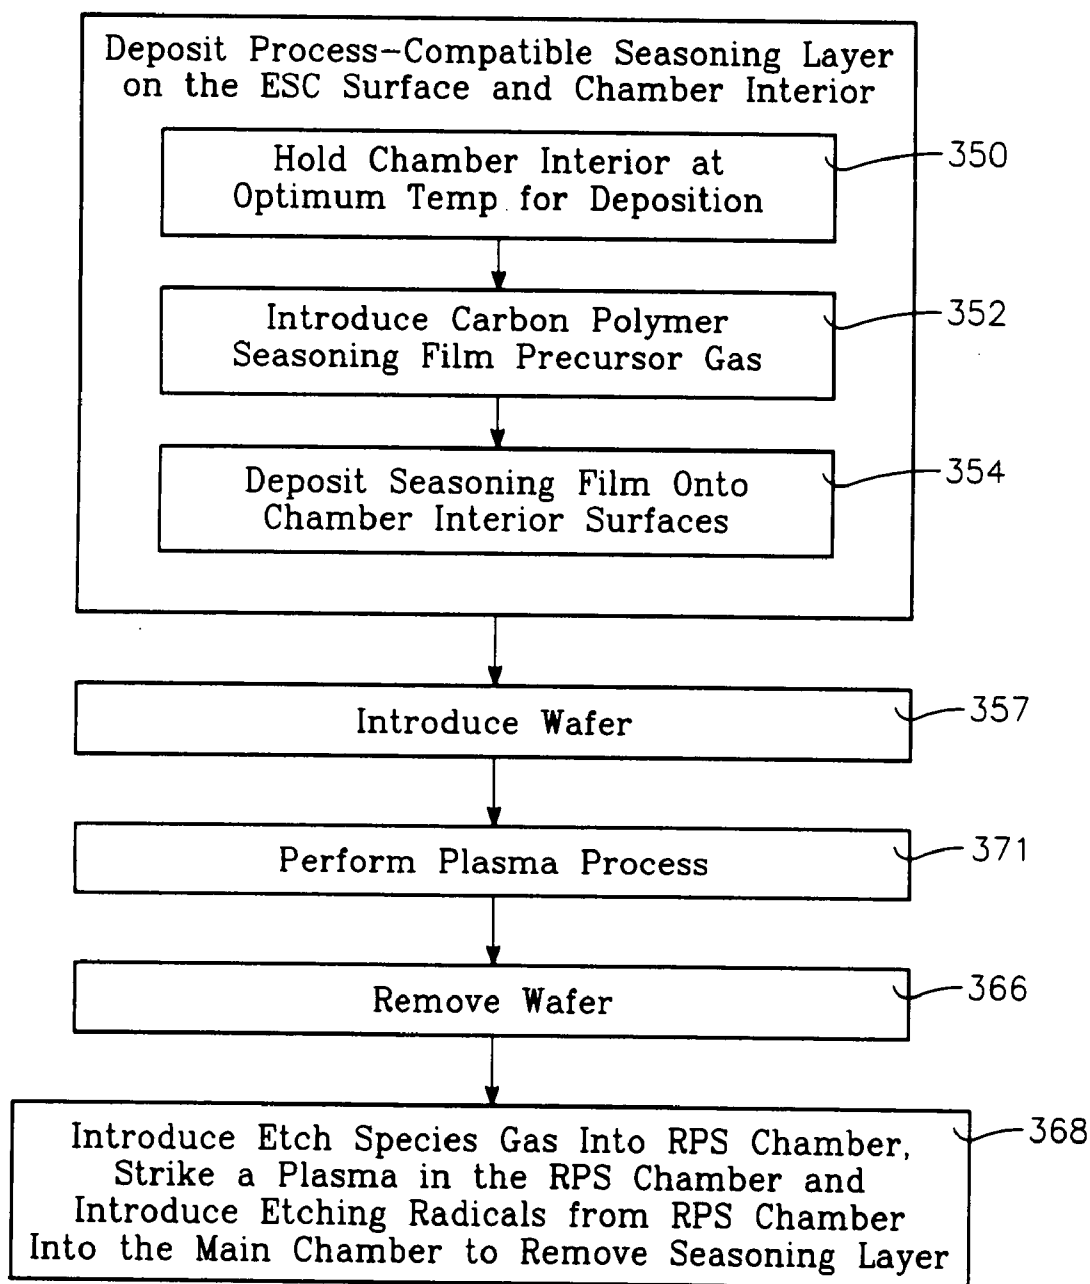 Deposit Process-Compatible Seasoning Layer
on the ESC Surface and Chamber Interior
Hold Chamber Interior at
Optimum Temp for Deposition
350
Introduce Carbon Polymer
Seasoning Film Precursor Gas
352
Deposit Seasoning Film Onto
Chamber Interior Surfaces
354
Introduce Wafer
357
Perform Plasma Process
371
Remove Wafer
366
Introduce Etch Species Gas Into RPS Chamber,
Strike a Plasma in the RPS Chamber and
Introduce Etching Radicals from RPS Chamber
Into the Main Chamber to Remove Seasoning Layer
368